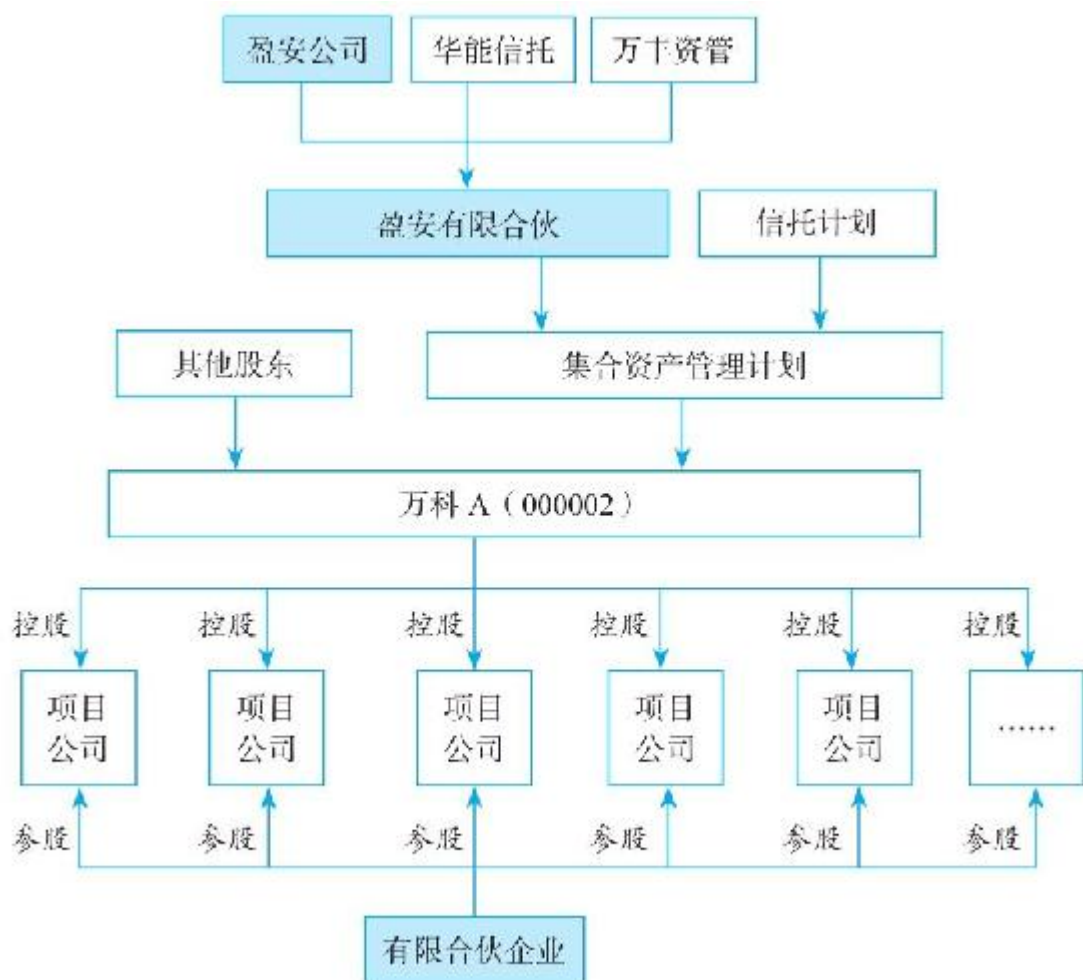 盈安公司
华能信托
万丰资管
盈安有限合伙
信托计划
其他股东
集合资产管理计划
万科 A（000002）
控股
控股
控股
控股
控股
控股
项目
公司
项目
公司
项目
公司
项目
公司
项目
公司
……
参股
参股
参股
参股
参股
参股
有限合伙企业